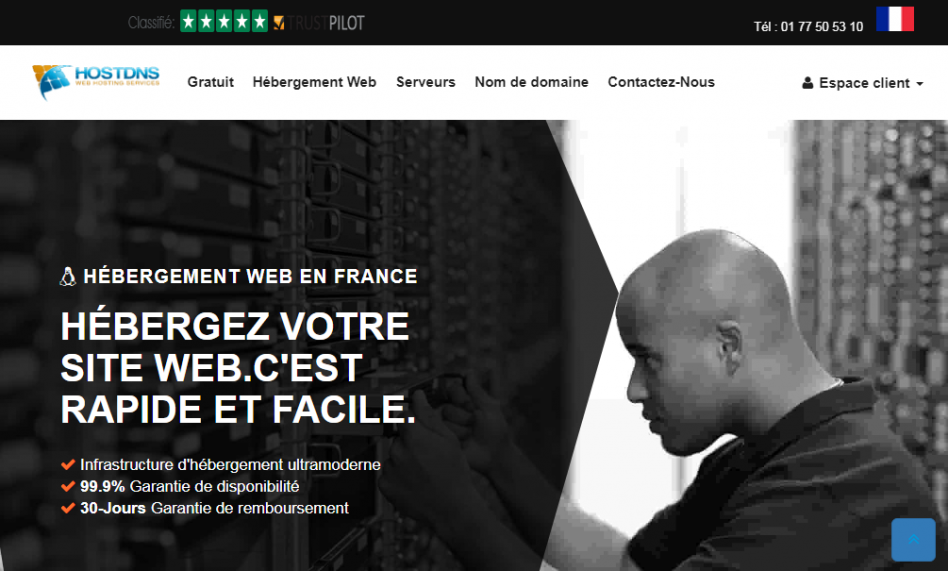 Classifié: TRUSTPILOT
Tél : 01 77 50 53 10
HOSTDNS
WEB HOSTING SERVICES
Gratuit Hébergement Web Serveurs Nom de domaine Contactez-Nous Espace client
HÉBERGEMENT WEB EN FRANCE
HÉBERGEZ VOTRE
SITE WEB.C'EST
RAPIDE ET FACILE.
Infrastructure d'hébergement ultramoderne
99.9% Garantie de disponibilité
30-Jours Garantie de remboursement